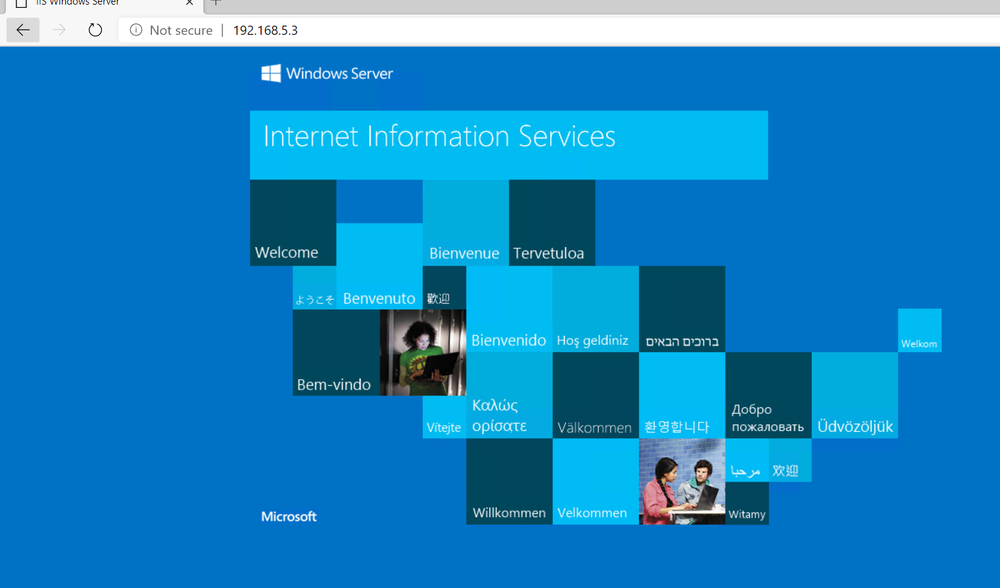 IIS Windows Server
Not secure | 192.168.5.3
Windows Server
Internet Information Services
Welcome
Bienvenue
Tervetuloa
ようこそ
Benvenuto
歡迎
Bienvenido
Hoş geldiniz
ברוכים הבאים
Welkom
Bem-vindo
Vítejte
Καλώς
ορίσατε
Välkommen
환영합니다
Добро
пожаловать
Üdvözöljük
مرحبا
欢迎
Willkommen
Velkommen
Witamy
Microsoft